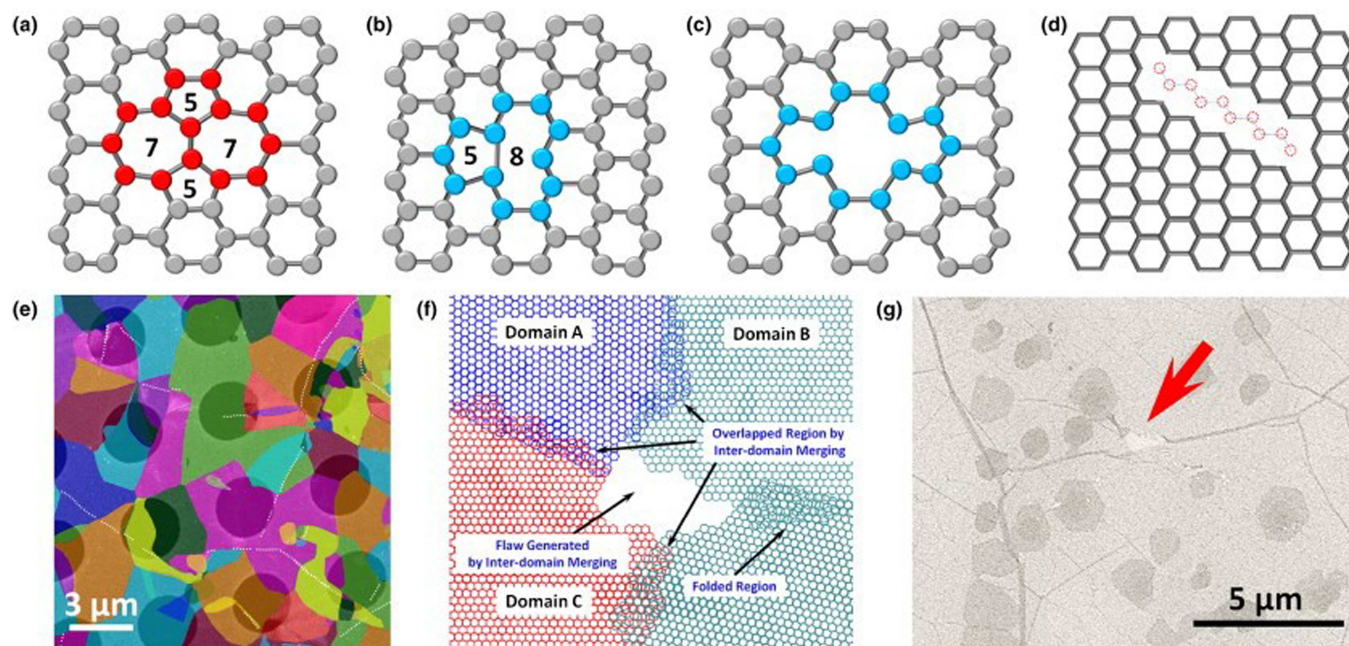 (a)
5
7
7
5
(b)
5
8
(c)
(d)
(e)
3 μm
(f)
Domain A
Domain B
Overlapped Region by
Inter-domain Merging
Flaw Generated
by Inter-domain Merging
Folded Region
Domain C
(g)
5 μm